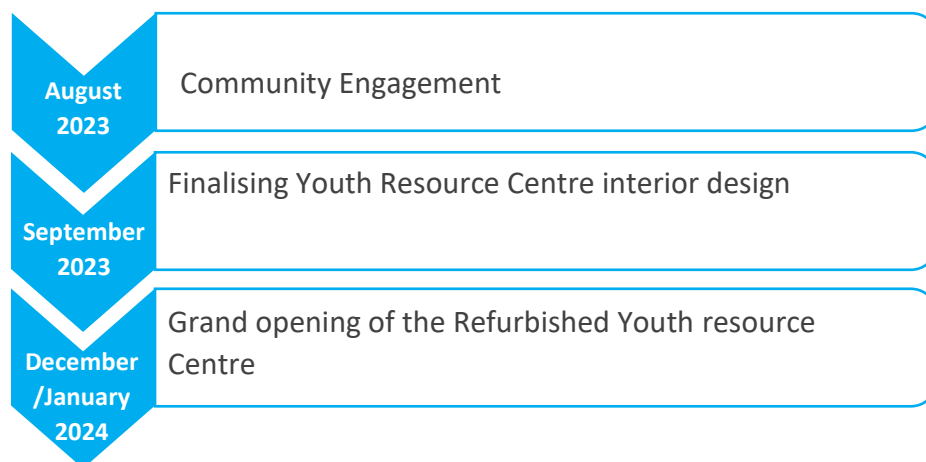 August
2023
Community Engagement
September
2023
Finalising Youth Resource Centre interior design
December
/January
2024
Grand opening of the Refurbished Youth resource
Centre